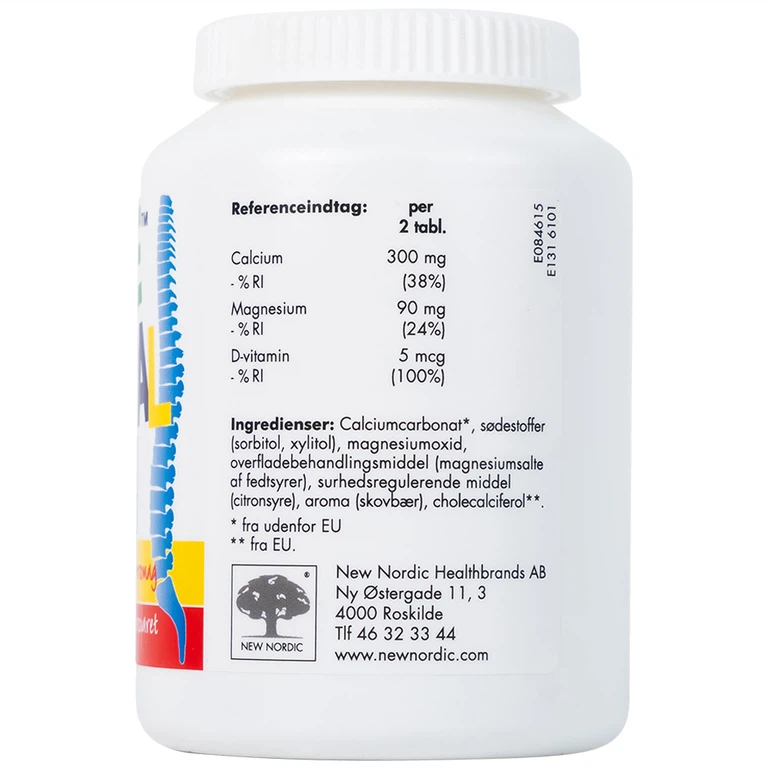 TM
E
AL
Referenceindtag: per
2 tabl.
Calcium 300 mg
- % RI (38%)
Magnesium 90 mg
- % RI (24%)
D-vitamin 5 mcg
- % RI (100%)
Ingredienser: Calciumcarbonat*, sødestoffer
(sorbitol, xylitol), magnesiumoxid,
overfladebehandlingsmiddel (magnesiumsalte
af fedtsyrer), surhedsregulerende middel
(citronsyre), aroma (skovbær), cholecalciferol**.
* fra udenfor EU
** fra EU.
®
NEW NORDIC
New Nordic Healthbrands AB
Ny Østergade 11, 3
4000 Roskilde
Tlf 46 32 33 44
www.newnordic.com
E084615
E131 6101